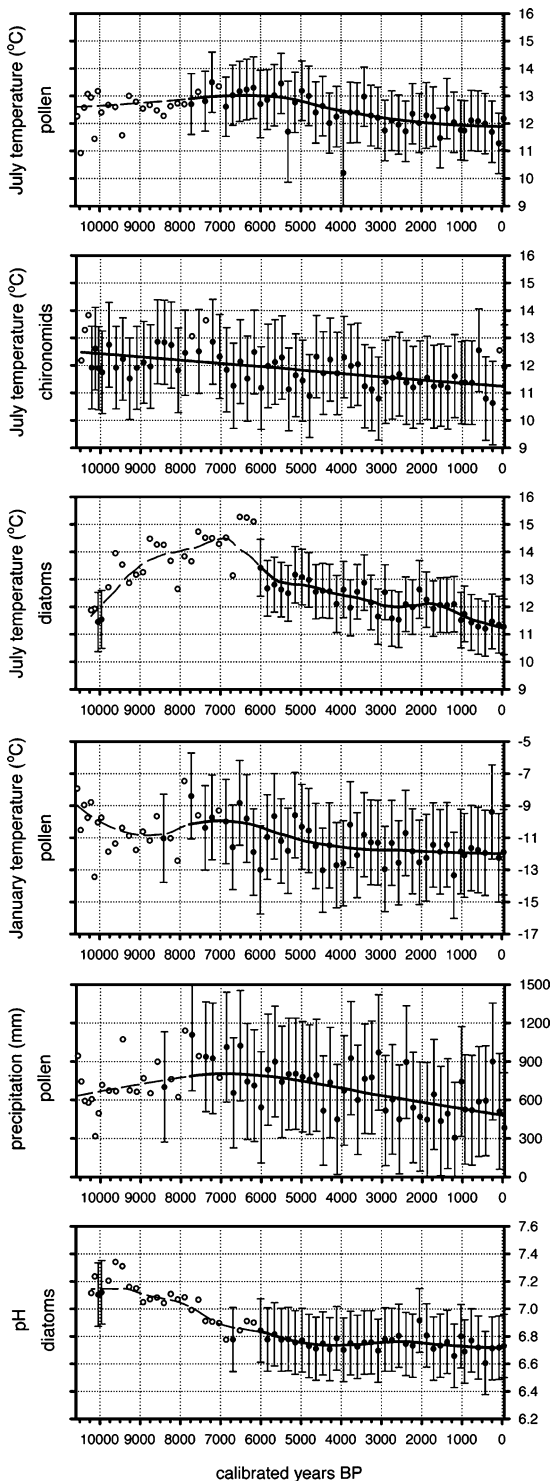 July temperature (°C)
pollen
16
15
14
13
12
11
10
9
10000 9000 8000 7000 6000 5000 4000 3000 2000 1000 0
July temperature (°C)
chironomids
16
15
14
13
12
11
10
9
10000 9000 8000 7000 6000 5000 4000 3000 2000 1000 0
July temperature (°C)
diatoms
16
15
14
13
12
11
10
9
10000 9000 8000 7000 6000 5000 4000 3000 2000 1000 0
January temperature (°C)
pollen
-5
-7
-9
-11
-13
-15
-17
10000 9000 8000 7000 6000 5000 4000 3000 2000 1000 0
precipitation (mm)
pollen
1500
1200
900
600
300
0
10000 9000 8000 7000 6000 5000 4000 3000 2000 1000 0
pH
diatoms
7.6
7.4
7.2
7.0
6.8
6.6
6.4
6.2
10000 9000 8000 7000 6000 5000 4000 3000 2000 1000 0
calibrated years BP